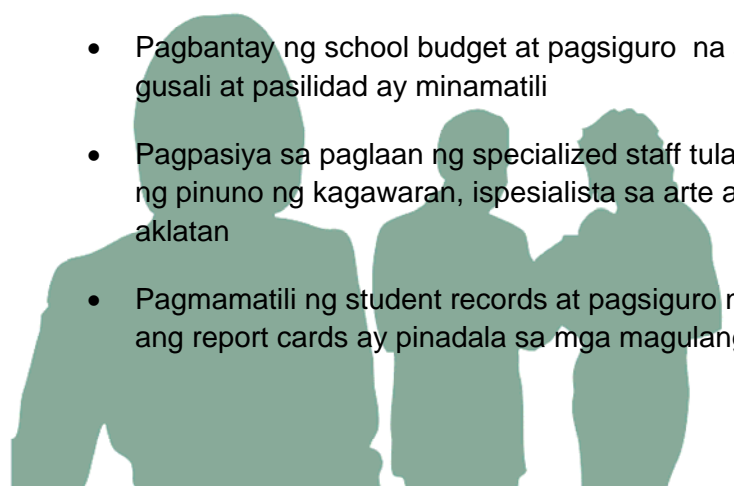 • Pagbantay ng school budget at pagsiguro na
gusali at pasilidad ay minamatili
• Pagpasiya sa paglaan ng specialized staff
ng pinuno ng kagawaran, ispesialista sa arte
aklatan
• Pagmamatili ng student records at pagsiguro
ang report cards ay pinadala sa mga